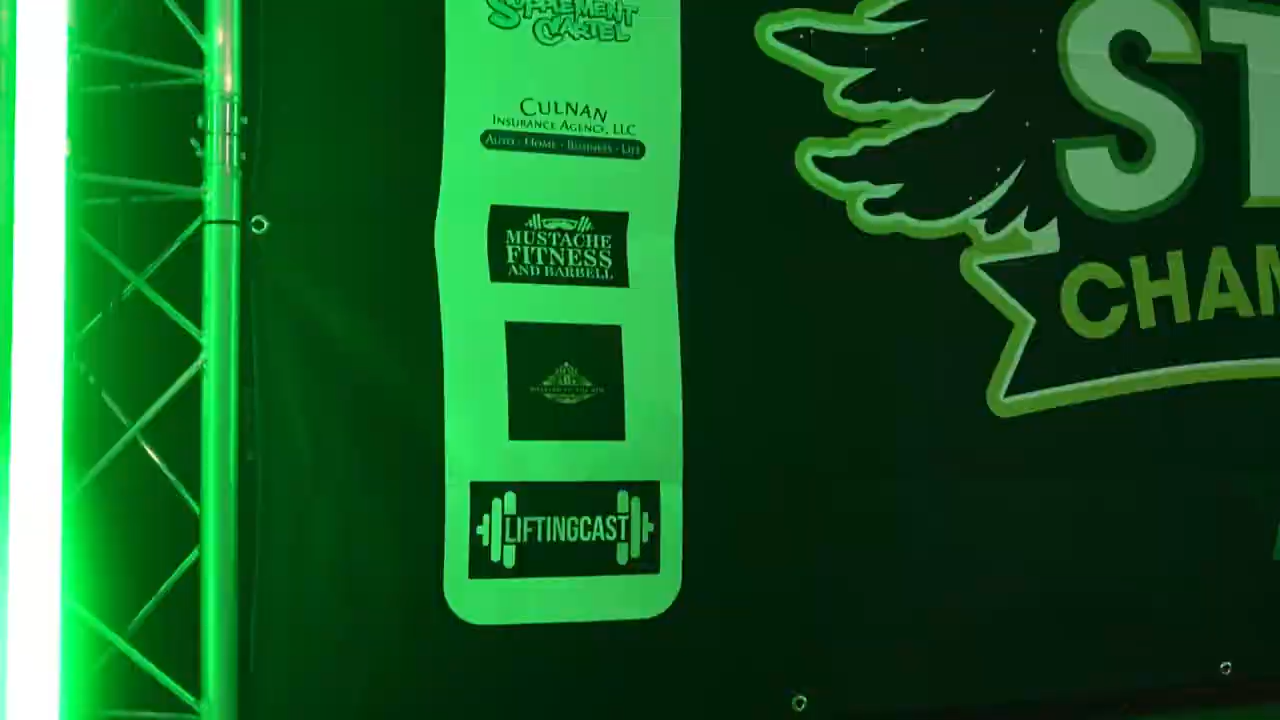 SUPPLEMENT
CARTEL
CULNAN
INSURANCE AGENCY, LLC
AUTO · HOME · BUSINESS · LIFE
MUSTACHE
FITNESS
AND BARBELL
LIFTINGCAST
ST
CHAM